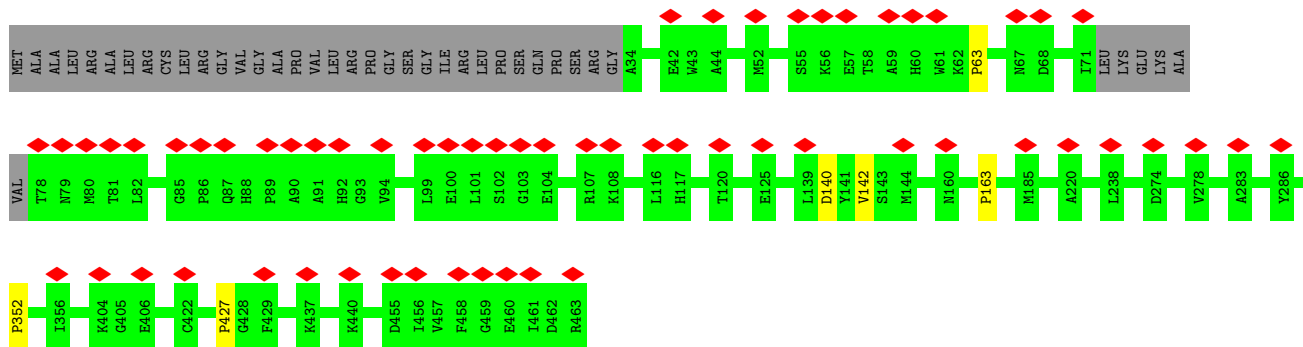 MET ALA ALA LEU ARG ALA LEU ARG CYS LEU ARG GLY VAL GLY ALA PRO VAL LEU ARG PRO GLY SER GLY ILE ARG LEU PRO SER GLN PRO SER ARG GLY A34 E42 W43 A44 M52 S55 K56 E57 T58 A59 H60 W61 K62 P63 N67 D68 I71 LEU LYS GLU LYS ALA
VAL T78 N79 M80 T81 L82 G85 P86 Q87 H88 P89 A90 A91 H92 G93 V94 L99 E100 L101 S102 G103 E104 R107 K108 L116 H117 T120 E125 L139 D140 Y141 V142 S143 M144 N160 P163 M185 A220 L238 D274 V278 A283 Y286
P352 I356 K404 G405 E406 C422 P427 G428 F429 K437 K440 D455 I456 V457 F458 G459 E460 I461 D462 R463